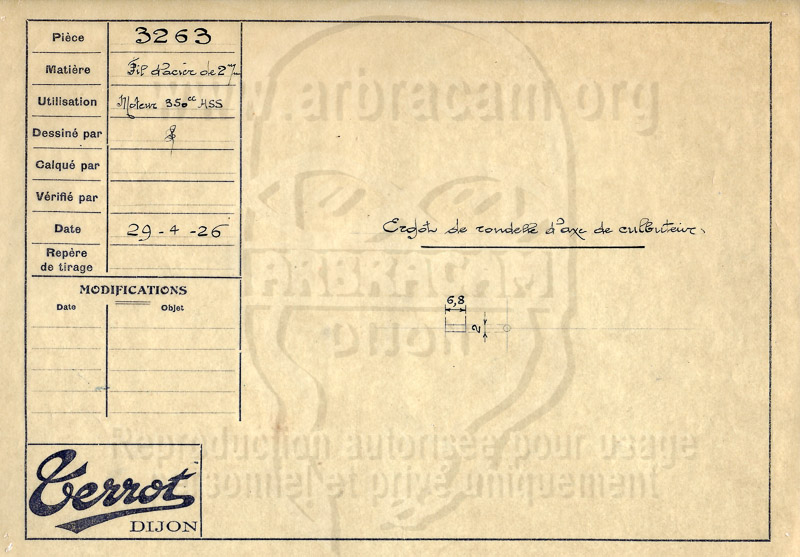 Pièce 3263
Matière Fil d'acier de 2 m/m
Utilisation Moteur 350cc HSS
Dessiné par
Calqué par
Vérifié par
Date 29-4-26
Repère
de tirage
MODIFICATIONS
Date Objet
Ergot de rondelle d'axe de culbuteur.
6,8
2
Terrot
DIJON
www.arbracam.org
ARBRACAM
Reproduction autorisée pour usage
personnel et privé uniquement